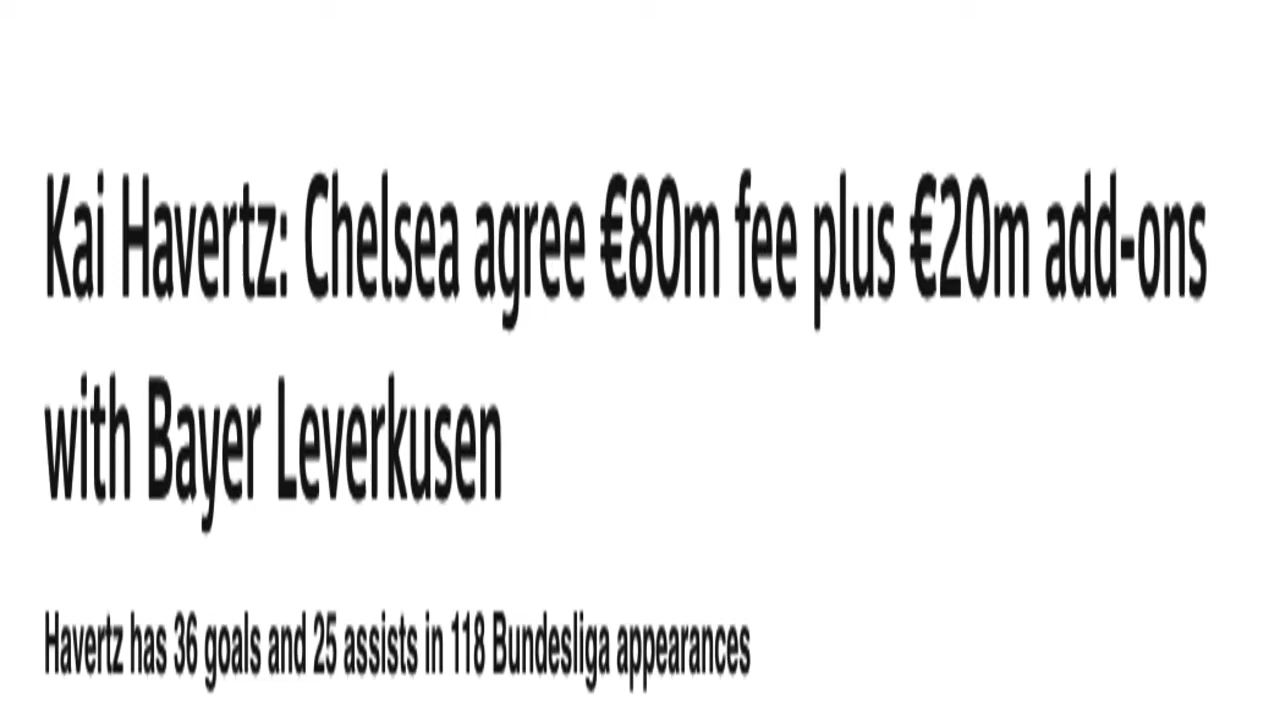 Kai Havertz: Chelsea agree €80m fee plus €20m add-ons
with Bayer Leverkusen
Havertz has 36 goals and 25 assists in 118 Bundesliga appearances